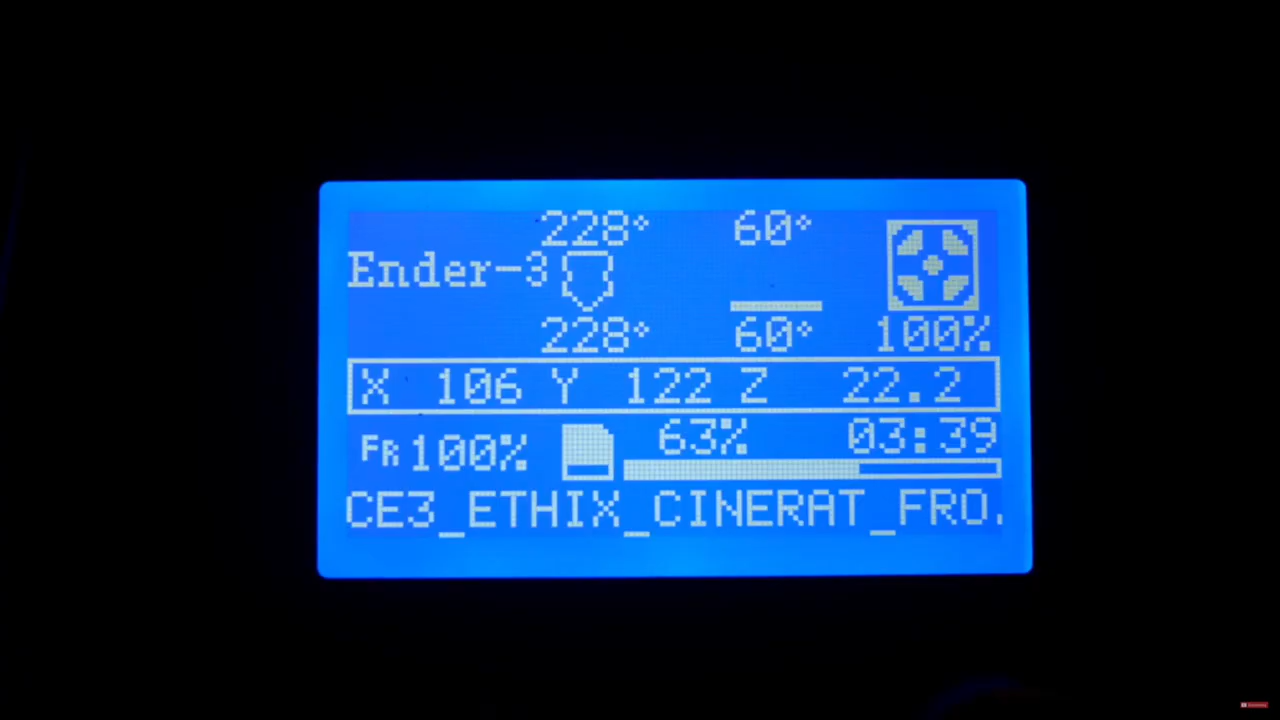 228° 60°
Ender-3
228° 60° 100%
X 106 Y 122 Z 22.2
FR 100% 63% 03:39
CE3_ETHIX_CINERAT_FRO.